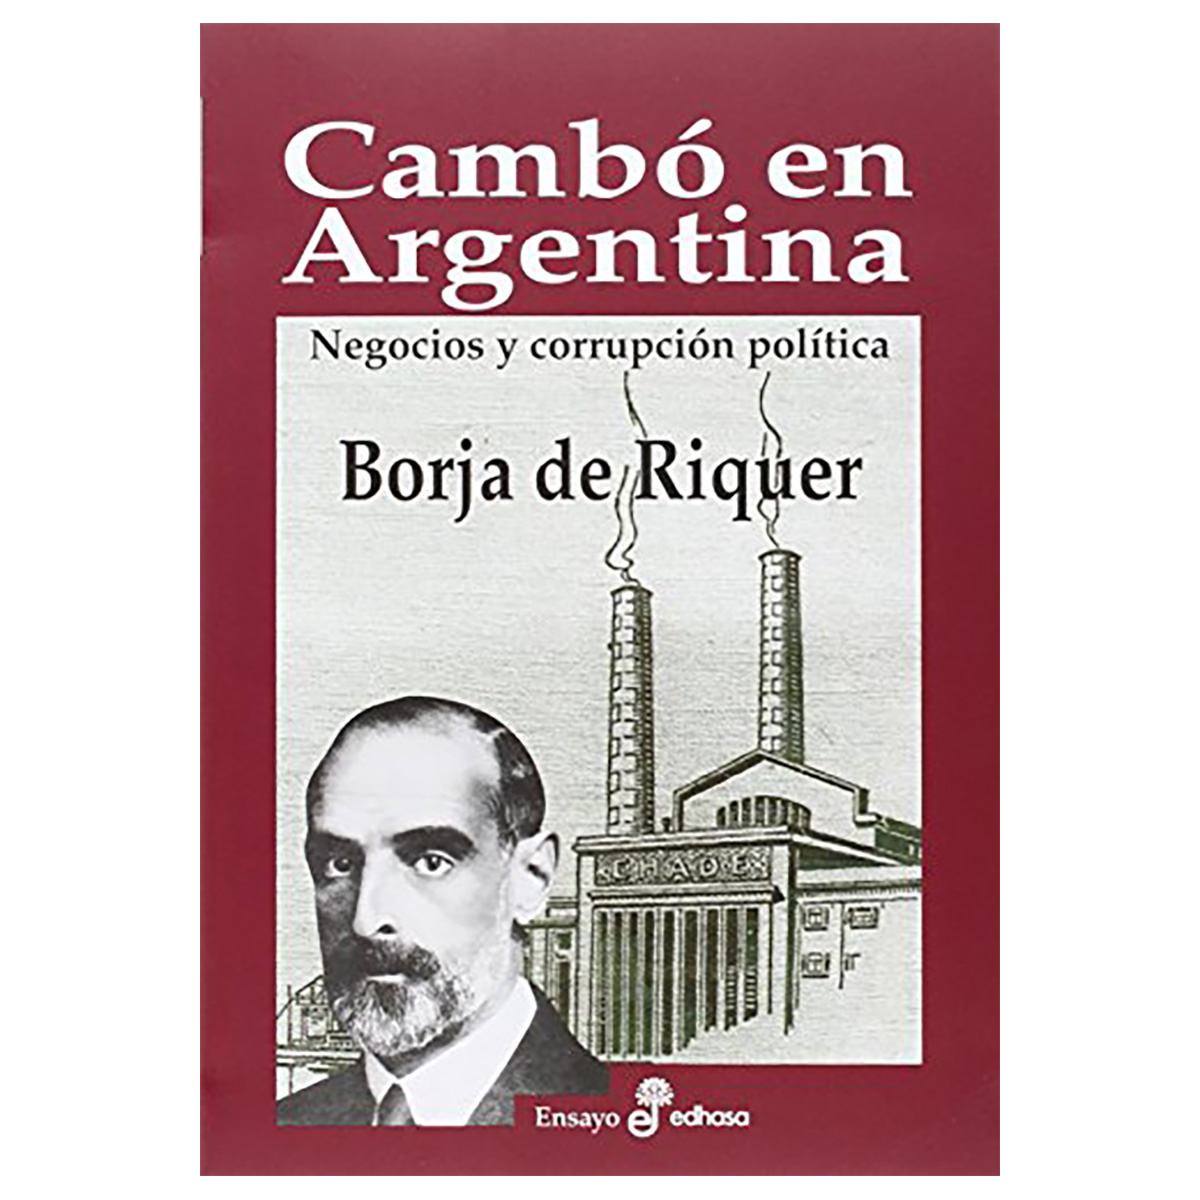 Cambó en
Argentina
Negocios y corrupción política
Borja de Riquer
CHADE
Ensayo edhasa